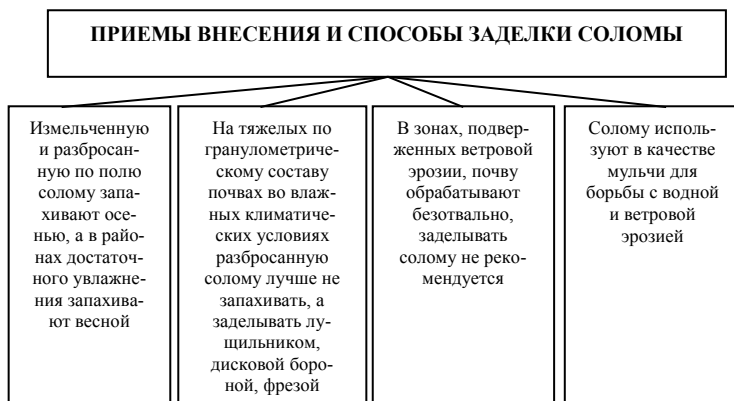 ПРИЕМЫ ВНЕСЕНИЯ И СПОСОБЫ ЗАДЕЛКИ СОЛОМЫ
Измельченную
и разбросан-
ную по полю
солому запа-
хивают осе-
нью, а в райо-
нах достаточ-
ного увлажне-
ния запахива-
ют весной
На тяжелых по
гранулометриче-
скому составу
почвах во влаж-
ных климатиче-
ских условиях
разбросанную
солому лучше не
запахивать, а
заделывать лу-
щильником,
дисковой боро-
ной, фрезой
В зонах, подвер-
женных ветровой
эрозии, почву
обрабатывают
безотвально,
заделывать
солому не реко-
мендуется
Солому исполь-
зуют в качестве
мульчи для
борьбы с водной
и ветровой
эрозией